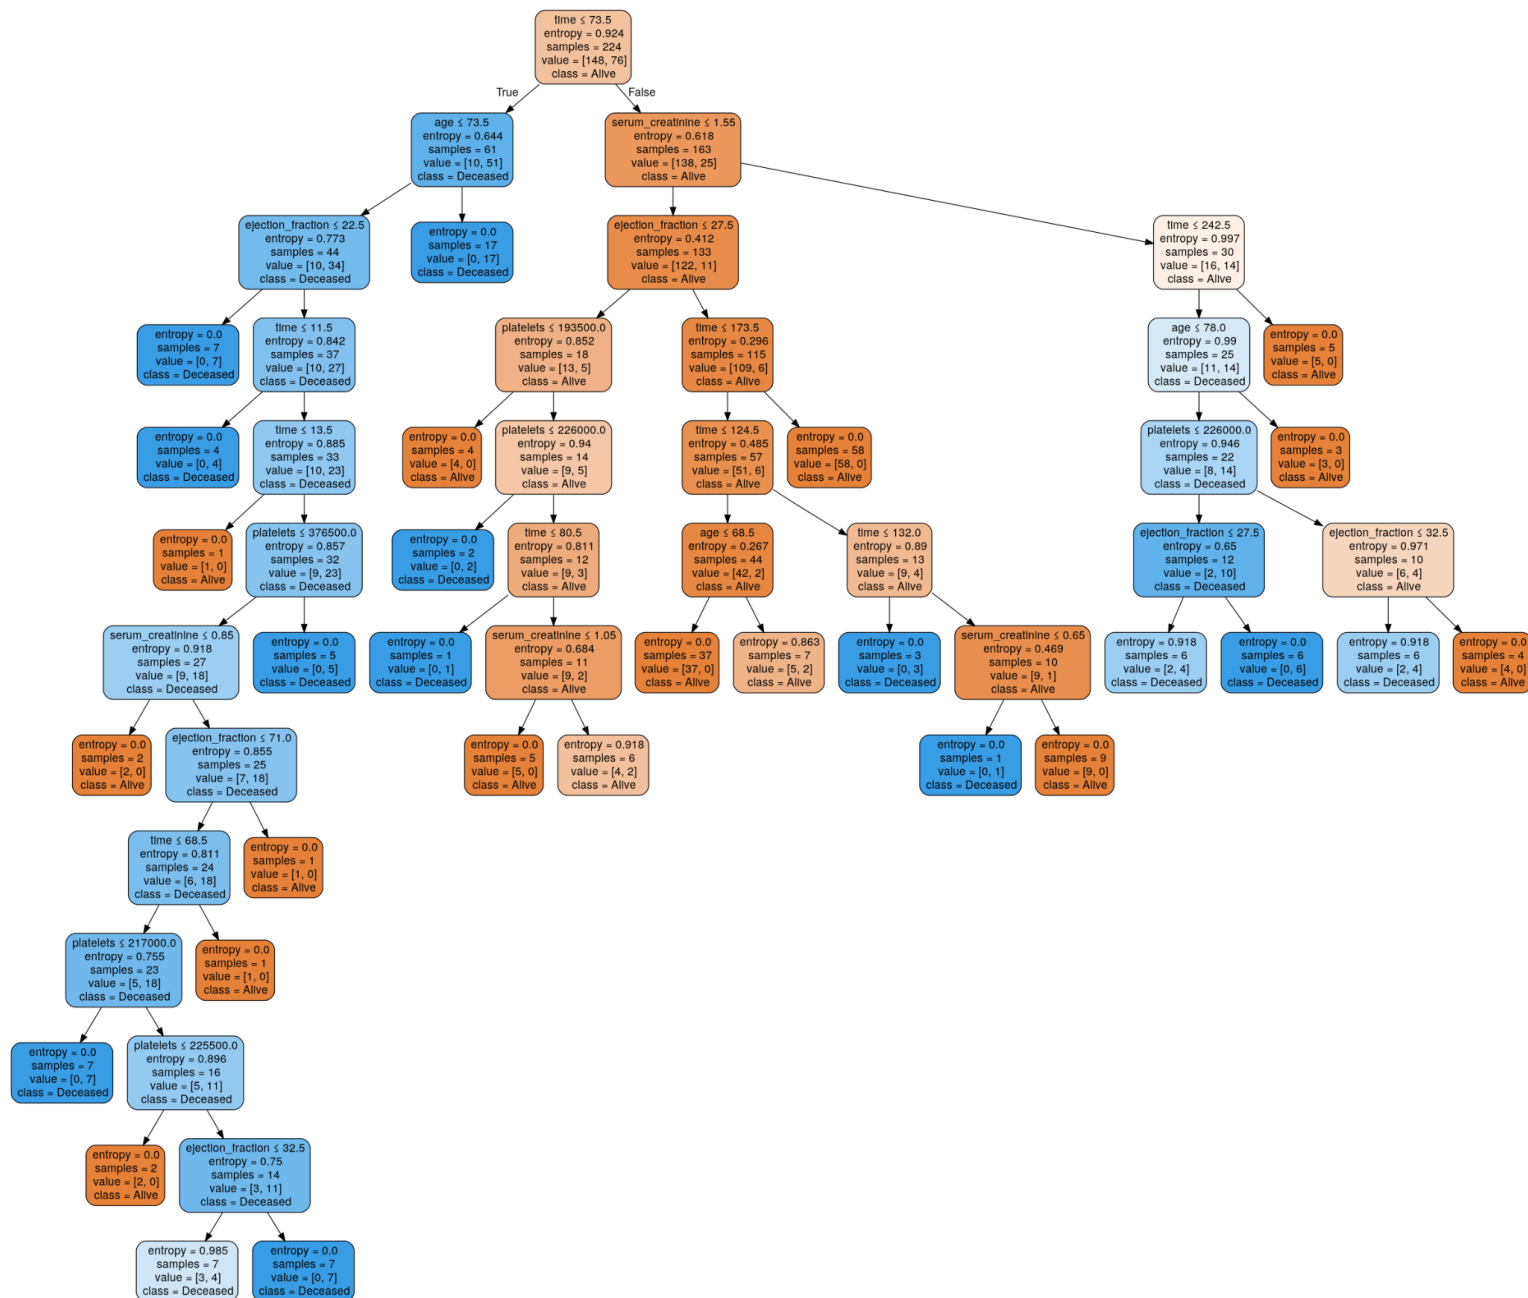 time ≤ 73.5
entropy = 0.924
samples = 224
value = [148, 76]
class = Alive
True
False
age ≤ 73.5
entropy = 0.644
samples = 61
value = [10, 51]
class = Deceased
serum_creatinine ≤ 1.55
entropy = 0.618
samples = 163
value = [138, 25]
class = Alive
ejection_fraction ≤ 22.5
entropy = 0.773
samples = 44
value = [10, 34]
class = Deceased
entropy = 0.0
samples = 17
value = [0, 17]
class = Deceased
ejection_fraction ≤ 27.5
entropy = 0.412
samples = 133
value = [122, 11]
class = Alive
time ≤ 242.5
entropy = 0.997
samples = 30
value = [16, 14]
class = Alive
entropy = 0.0
samples = 7
value = [0, 7]
class = Deceased
time ≤ 11.5
entropy = 0.842
samples = 37
value = [10, 27]
class = Deceased
platelets ≤ 193500.0
entropy = 0.852
samples = 18
value = [13, 5]
class = Alive
time ≤ 173.5
entropy = 0.296
samples = 115
value = [109, 6]
class = Alive
age ≤ 78.0
entropy = 0.99
samples = 25
value = [11, 14]
class = Deceased
entropy = 0.0
samples = 5
value = [5, 0]
class = Alive
entropy = 0.0
samples = 4
value = [0, 4]
class = Deceased
time ≤ 13.5
entropy = 0.885
samples = 33
value = [10, 23]
class = Deceased
entropy = 0.0
samples = 4
value = [4, 0]
class = Alive
platelets ≤ 226000.0
entropy = 0.94
samples = 14
value = [9, 5]
class = Alive
time ≤ 124.5
entropy = 0.485
samples = 57
value = [51, 6]
class = Alive
entropy = 0.0
samples = 58
value = [58, 0]
class = Alive
platelets ≤ 226000.0
entropy = 0.946
samples = 22
value = [8, 14]
class = Deceased
entropy = 0.0
samples = 3
value = [3, 0]
class = Alive
entropy = 0.0
samples = 1
value = [1, 0]
class = Alive
platelets ≤ 376500.0
entropy = 0.857
samples = 32
value = [9, 23]
class = Deceased
entropy = 0.0
samples = 2
value = [0, 2]
class = Deceased
time ≤ 80.5
entropy = 0.811
samples = 12
value = [9, 3]
class = Alive
age ≤ 68.5
entropy = 0.267
samples = 44
value = [42, 2]
class = Alive
time ≤ 132.0
entropy = 0.89
samples = 13
value = [9, 4]
class = Alive
ejection_fraction ≤ 27.5
entropy = 0.65
samples = 12
value = [2, 10]
class = Deceased
ejection_fraction ≤ 32.5
entropy = 0.971
samples = 10
value = [6, 4]
class = Alive
serum_creatinine ≤ 0.85
entropy = 0.918
samples = 27
value = [9, 18]
class = Deceased
entropy = 0.0
samples = 5
value = [0, 5]
class = Deceased
entropy = 0.0
samples = 1
value = [0, 1]
class = Deceased
serum_creatinine ≤ 1.05
entropy = 0.684
samples = 11
value = [9, 2]
class = Alive
entropy = 0.0
samples = 37
value = [37, 0]
class = Alive
entropy = 0.863
samples = 7
value = [5, 2]
class = Alive
entropy = 0.0
samples = 3
value = [0, 3]
class = Deceased
serum_creatinine ≤ 0.65
entropy = 0.469
samples = 10
value = [9, 1]
class = Alive
entropy = 0.918
samples = 6
value = [2, 4]
class = Deceased
entropy = 0.0
samples = 6
value = [0, 6]
class = Deceased
entropy = 0.918
samples = 6
value = [2, 4]
class = Deceased
entropy = 0.0
samples = 4
value = [4, 0]
class = Alive
entropy = 0.0
samples = 2
value = [2, 0]
class = Alive
ejection_fraction ≤ 71.0
entropy = 0.855
samples = 25
value = [7, 18]
class = Deceased
entropy = 0.0
samples = 5
value = [5, 0]
class = Alive
entropy = 0.918
samples = 6
value = [4, 2]
class = Alive
entropy = 0.0
samples = 1
value = [0, 1]
class = Deceased
entropy = 0.0
samples = 9
value = [9, 0]
class = Alive
time ≤ 68.5
entropy = 0.811
samples = 24
value = [6, 18]
class = Deceased
entropy = 0.0
samples = 1
value = [1, 0]
class = Alive
platelets ≤ 217000.0
entropy = 0.755
samples = 23
value = [5, 18]
class = Deceased
entropy = 0.0
samples = 1
value = [1, 0]
class = Alive
entropy = 0.0
samples = 7
value = [0, 7]
class = Deceased
platelets ≤ 225500.0
entropy = 0.896
samples = 16
value = [5, 11]
class = Deceased
entropy = 0.0
samples = 2
value = [2, 0]
class = Alive
ejection_fraction ≤ 32.5
entropy = 0.75
samples = 14
value = [3, 11]
class = Deceased
entropy = 0.985
samples = 7
value = [3, 4]
class = Deceased
entropy = 0.0
samples = 7
value = [0, 7]
class = Deceased